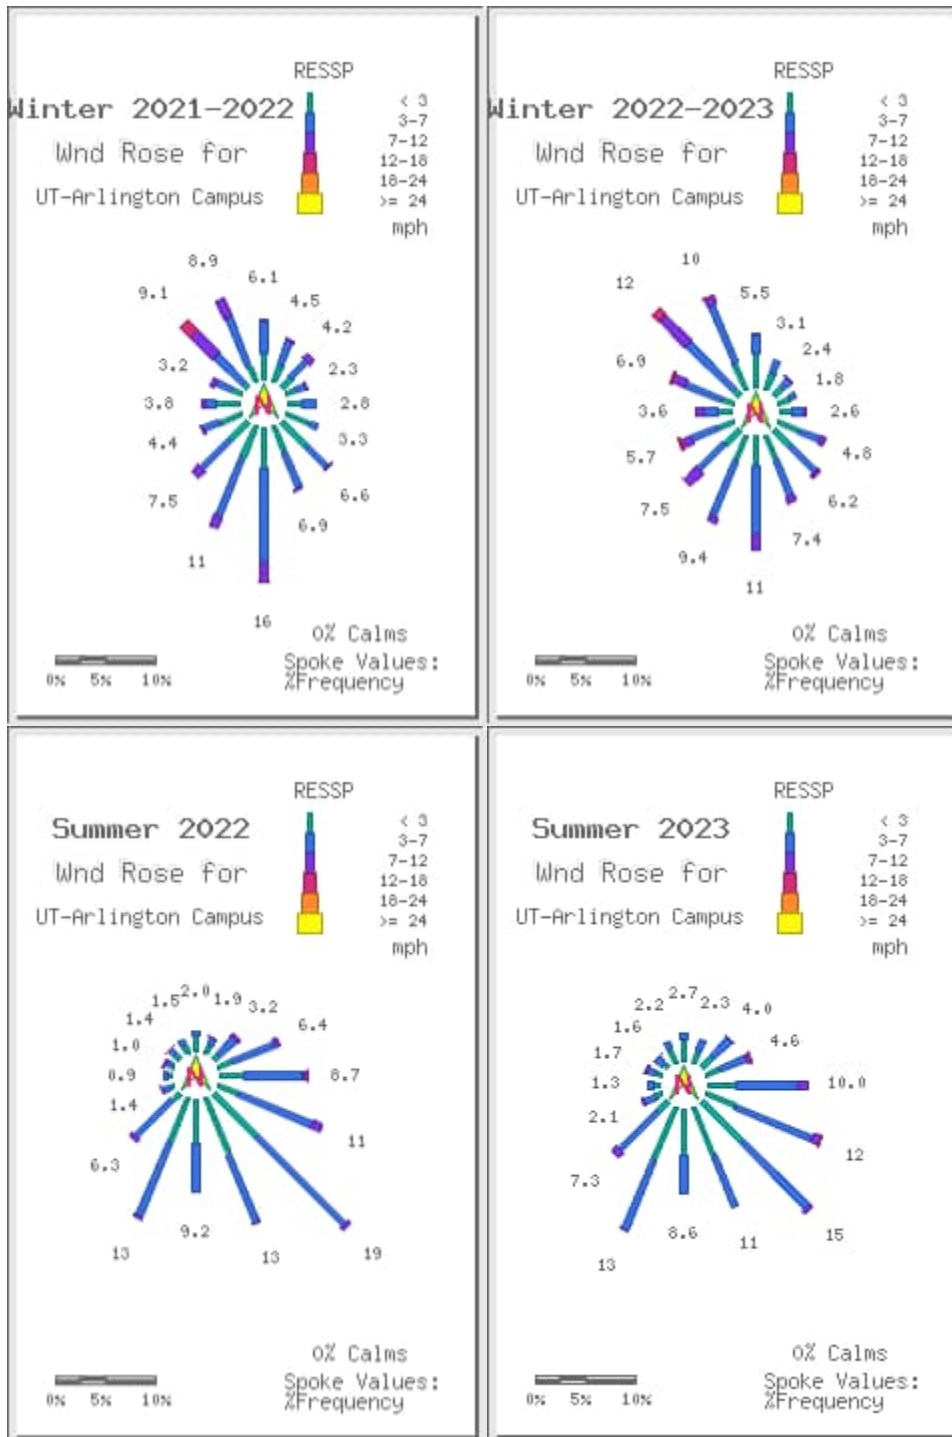 RESSP
Winter 2021-2022
Wnd Rose for
UT-Arlington Campus
< 3
3-7
7-12
12-18
18-24
>= 24
mph
8.9
6.1
9.1
4.5
4.2
3.2
2.3
3.8
2.8
4.4
3.3
7.5
6.6
6.9
11
16
0% Calms
Spoke Values:
%Frequency
0% 5% 10%
RESSP
Winter 2022-2023
Wnd Rose for
UT-Arlington Campus
< 3
3-7
7-12
12-18
18-24
>= 24
mph
10
12
5.5
3.1
2.4
6.9
1.8
3.6
2.6
5.7
4.8
7.5
6.2
9.4
7.4
11
0% Calms
Spoke Values:
%Frequency
0% 5% 10%
RESSP
Summer 2022
Wnd Rose for
UT-Arlington Campus
< 3
3-7
7-12
12-18
18-24
>= 24
mph
1.5 2.0 1.9 3.2
1.4
6.4
1.0
0.9
8.7
1.4
11
6.3
9.2
13
13
19
0% Calms
Spoke Values:
%Frequency
0% 5% 10%
RESSP
Summer 2023
Wnd Rose for
UT-Arlington Campus
< 3
3-7
7-12
12-18
18-24
>= 24
mph
2.2 2.7 2.3 4.0
1.6
4.6
1.7
1.3
10.0
2.1
12
7.3
8.6
11
15
13
0% Calms
Spoke Values:
%Frequency
0% 5% 10%